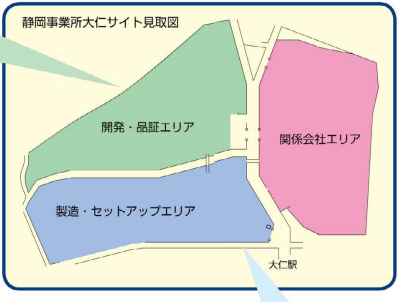 静岡事業所大仁サイト見取図
開発・品証エリア
関係会社エリア
製造・セットアップエリア
大仁駅